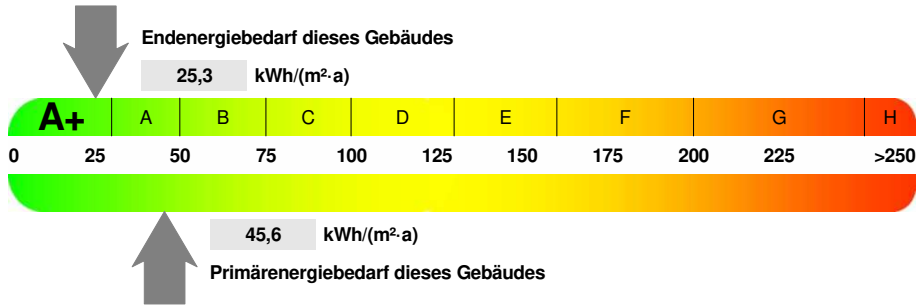 Endenergiebedarf dieses Gebäudes
25,3 kWh/(m²·a)
A+ A B C D E F G H
0 25 50 75 100 125 150 175 200 225 >250
45,6 kWh/(m²·a)
Primärenergiebedarf dieses Gebäudes